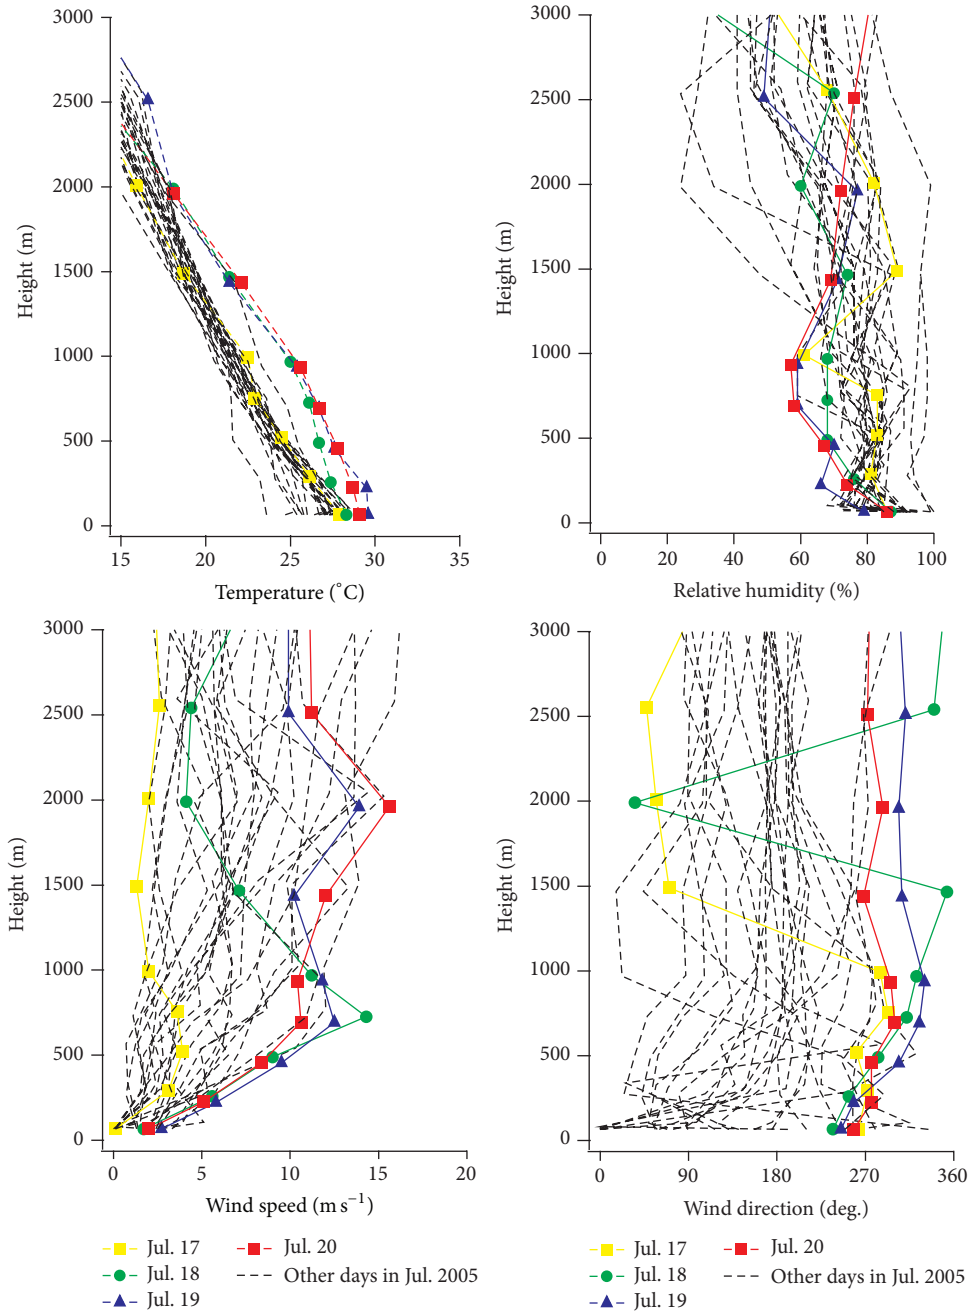 3000
2500
2000
1500
1000
500
0
Height (m)
15 20 25 30 35
Temperature (˚C)
3000
2500
2000
1500
1000
500
0
Height (m)
0 20 40 60 80 100
Relative humidity (%)
3000
2500
2000
1500
1000
500
0
Height (m)
0 5 10 15 20
Wind speed (m s⁻¹)
3000
2500
2000
1500
1000
500
0
Height (m)
0 90 180 270 360
Wind direction (deg.)
Jul. 17 Jul. 20
Jul. 18 Other days in Jul. 2005
Jul. 19
Jul. 17 Jul. 20
Jul. 18 Other days in Jul. 2005
Jul. 19